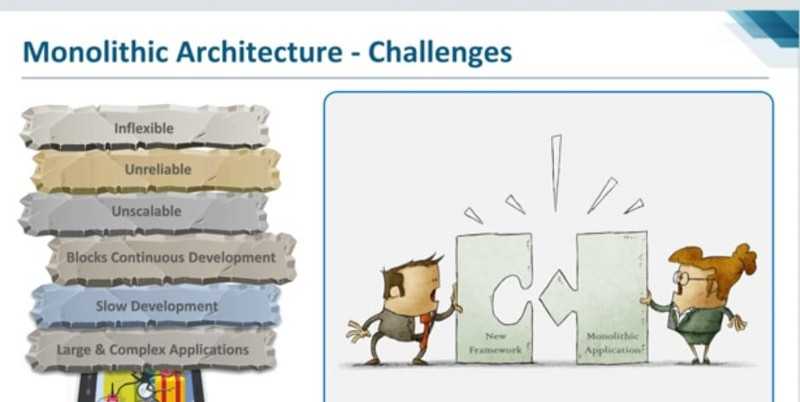 Monolithic Architecture - Challenges
Inflexible
Unreliable
Unscalable
Blocks Continuous Development
Slow Development
Large & Complex Applications
New
Framework
Monolithic
Application